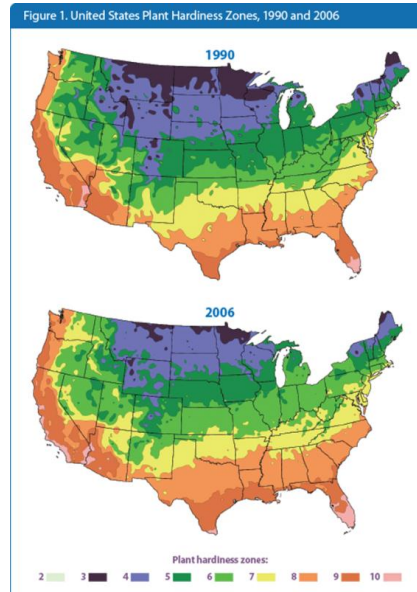 Figure 1. United States Plant Hardiness Zones, 1990 and 2006
1990
2006
Plant hardiness zones:
2 3 4 5 6 7 8 9 10